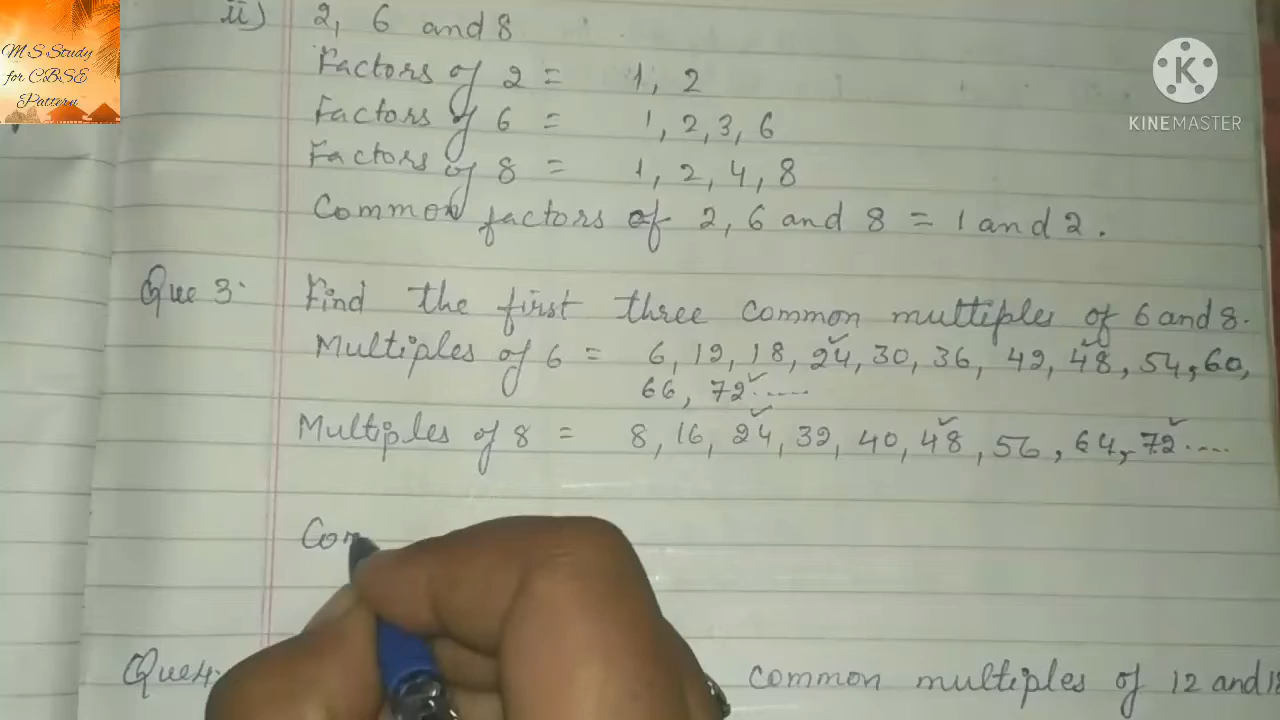 MS Study
for CBSE
Pattern
KINEMASTER
ii) 2, 6 and 8
Factors of 2 = 1, 2
Factors of 6 = 1, 2, 3, 6
Factors of 8 = 1, 2, 4, 8
Common factors of 2, 6 and 8 = 1 and 2.
Que 3. Find the first three common multiples of 6 and 8.
Multiples of 6 = 6, 12, 18, 24, 30, 36, 42, 48, 54, 60,
66, 72.....
Multiples of 8 = 8, 16, 24, 32, 40, 48, 56, 64, 72....
Com
Que 4. common multiples of 12 and